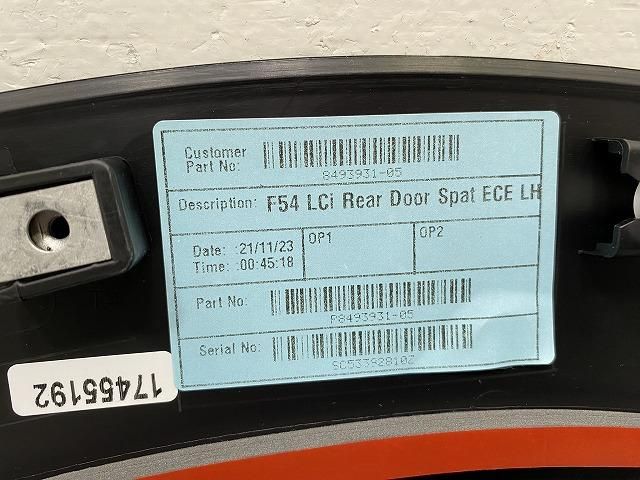 Customer Part No:
8493931-05
Description: F54 LCi Rear Door Spat ECE LH
Date: 21/11/23
Time: 00:45:18
OP1
OP2
Part No:
P8493931-05
Serial No:
SC533928102
17455192